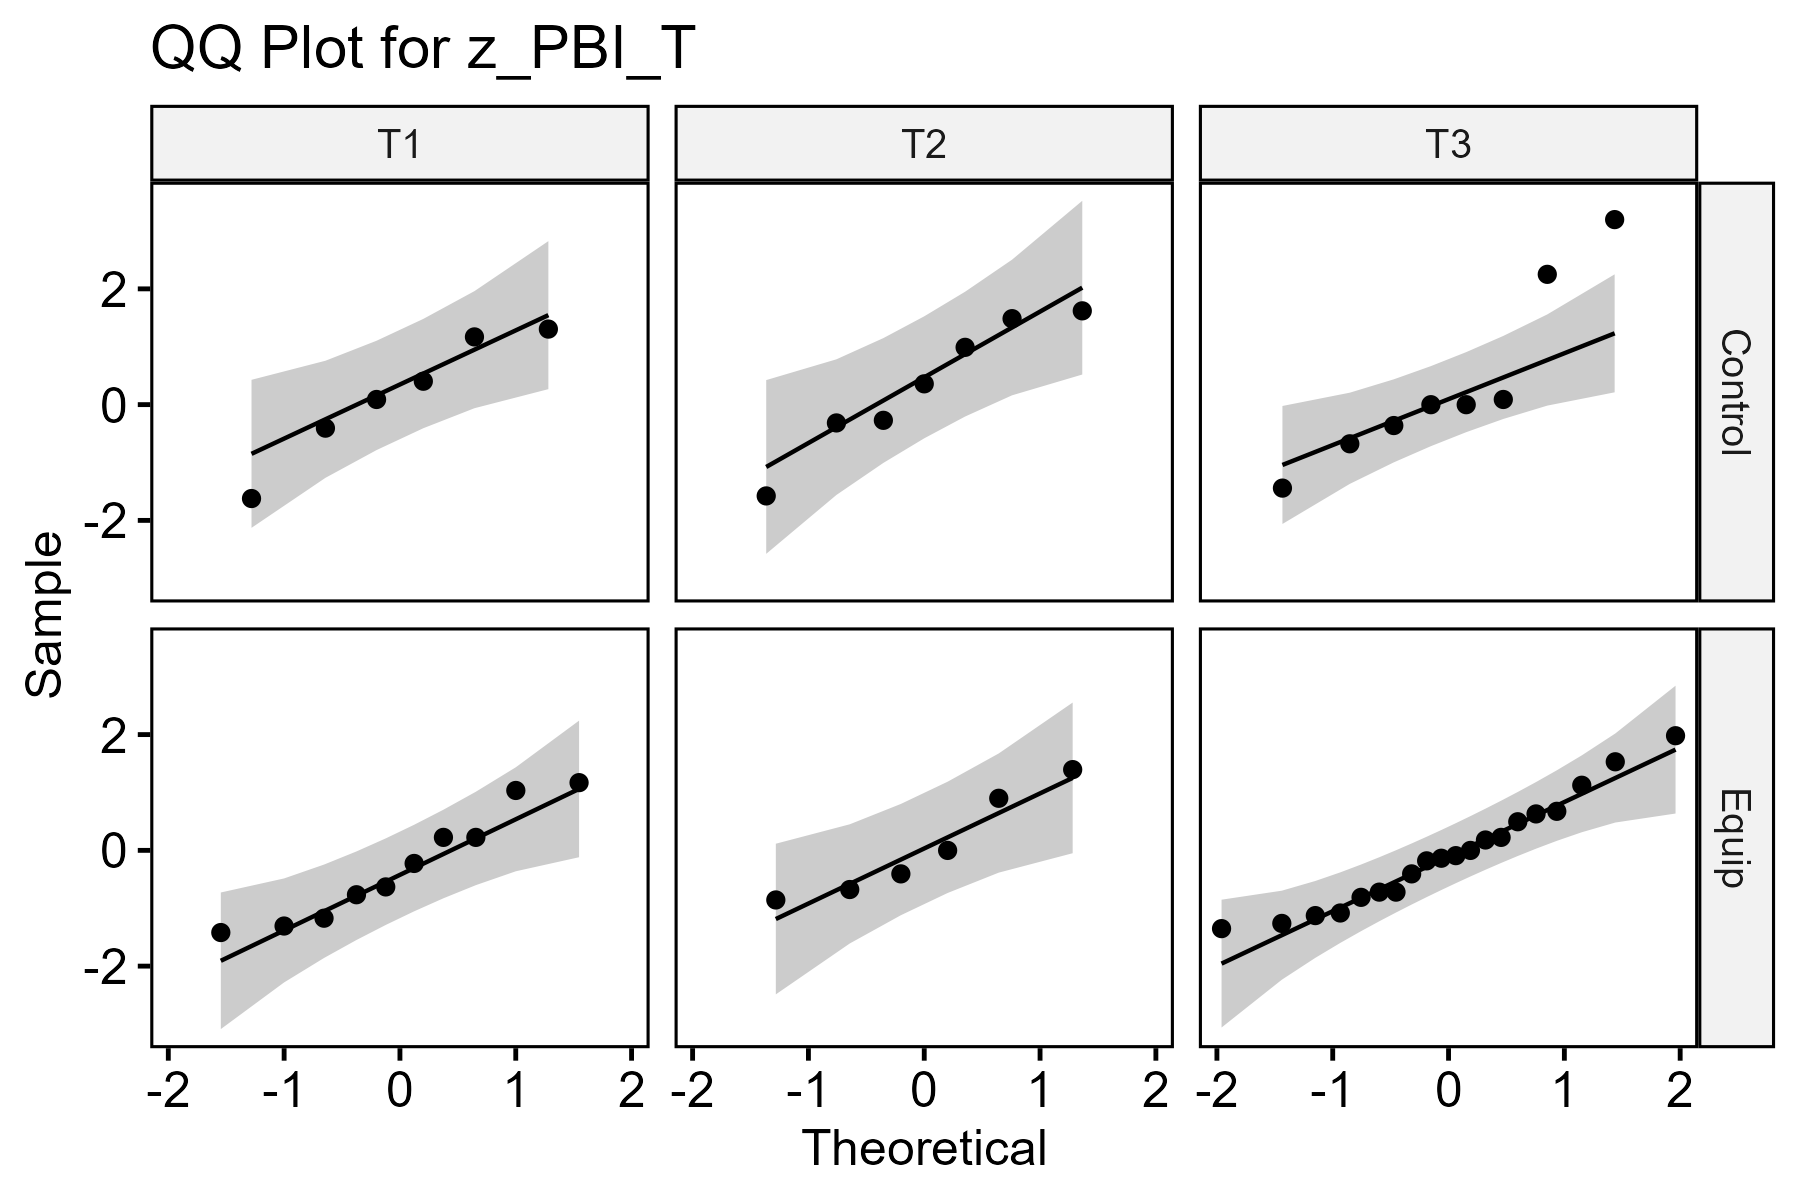 QQ Plot for z_PBI_T
T1 T2 T3
2
0
-2
Control
Sample
2
0
-2
Equip
-2 -1 0 1 2 -2 -1 0 1 2 -2 -1 0 1 2
Theoretical